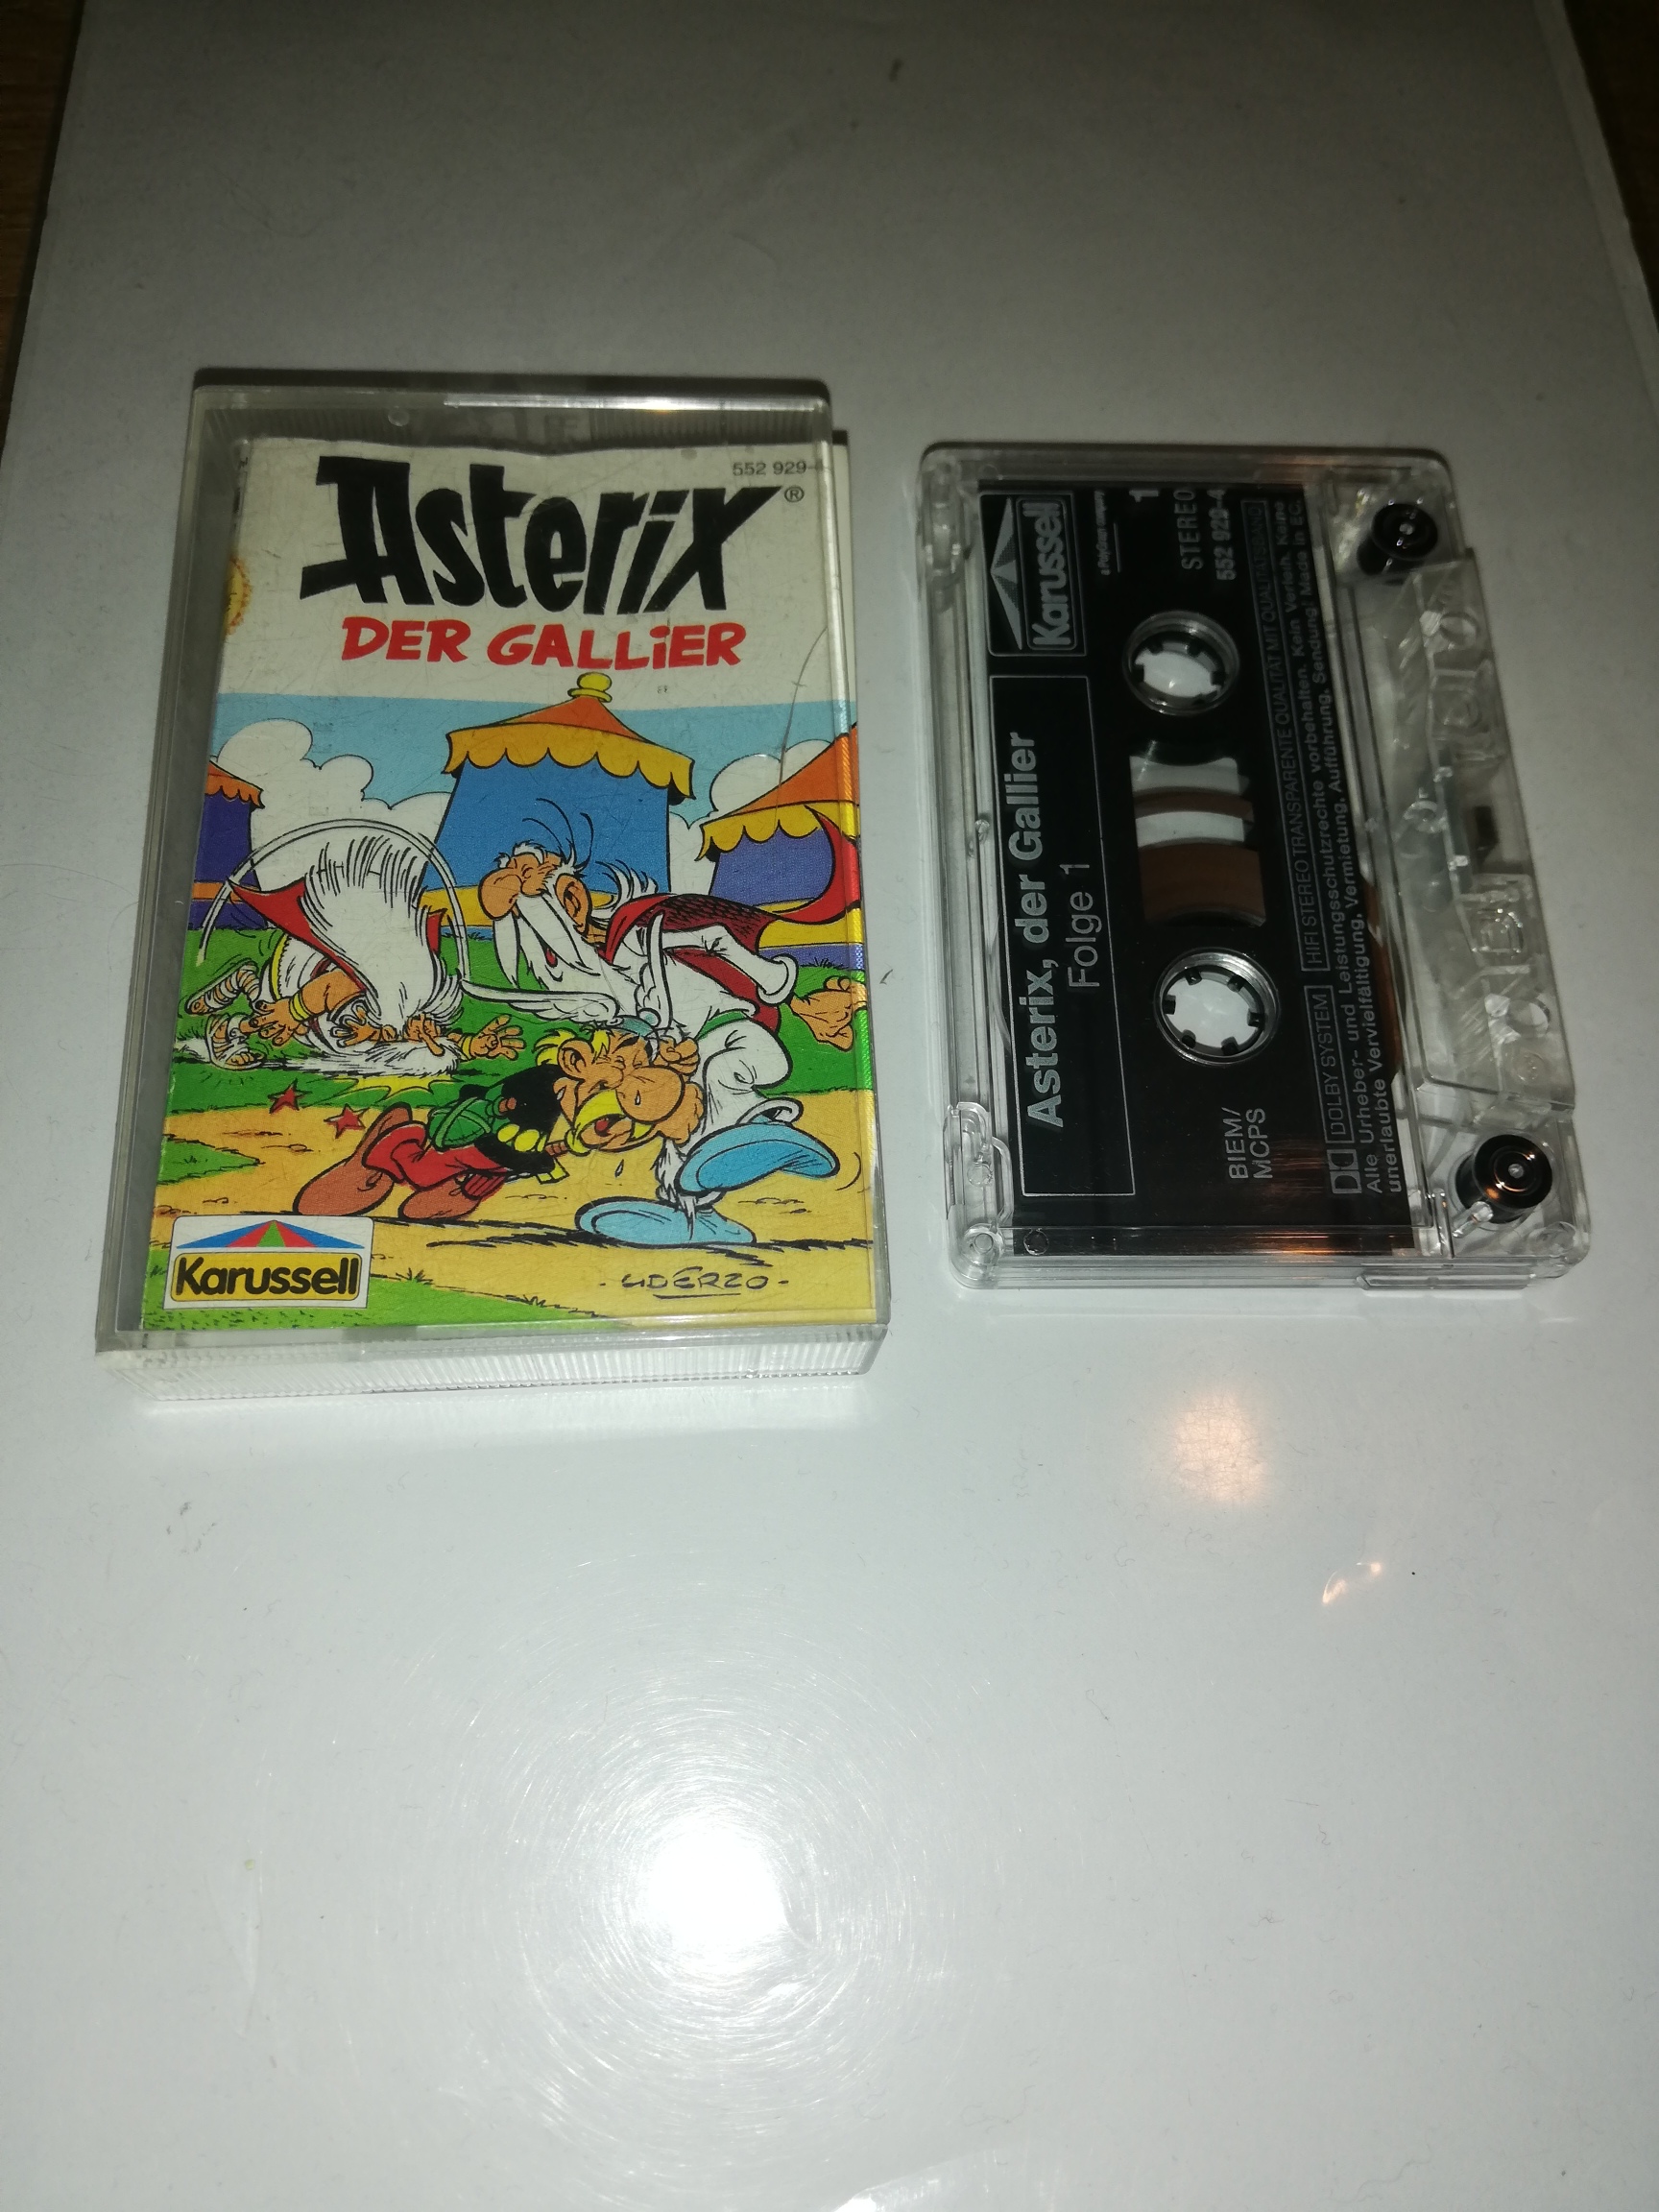 552 929-4
Asterix®
DER GALLiER
Karussell
·UDERZO·
Karussell
a PolyGram company
1
STEREO
552 929-4
Asterix, der Gallier
Folge 1
BIEM/
MCPS
DOLBY SYSTEM
HIFI STEREO TRANSPARENTE QUALITÄT MIT QUALITÄTSBAND
Alle Urheber- und Leistungsschutzrechte vorbehalten. Kein Verleih. Keine
unerlaubte Vervielfältigung, Vermietung, Aufführung, Sendung! Made in EC.